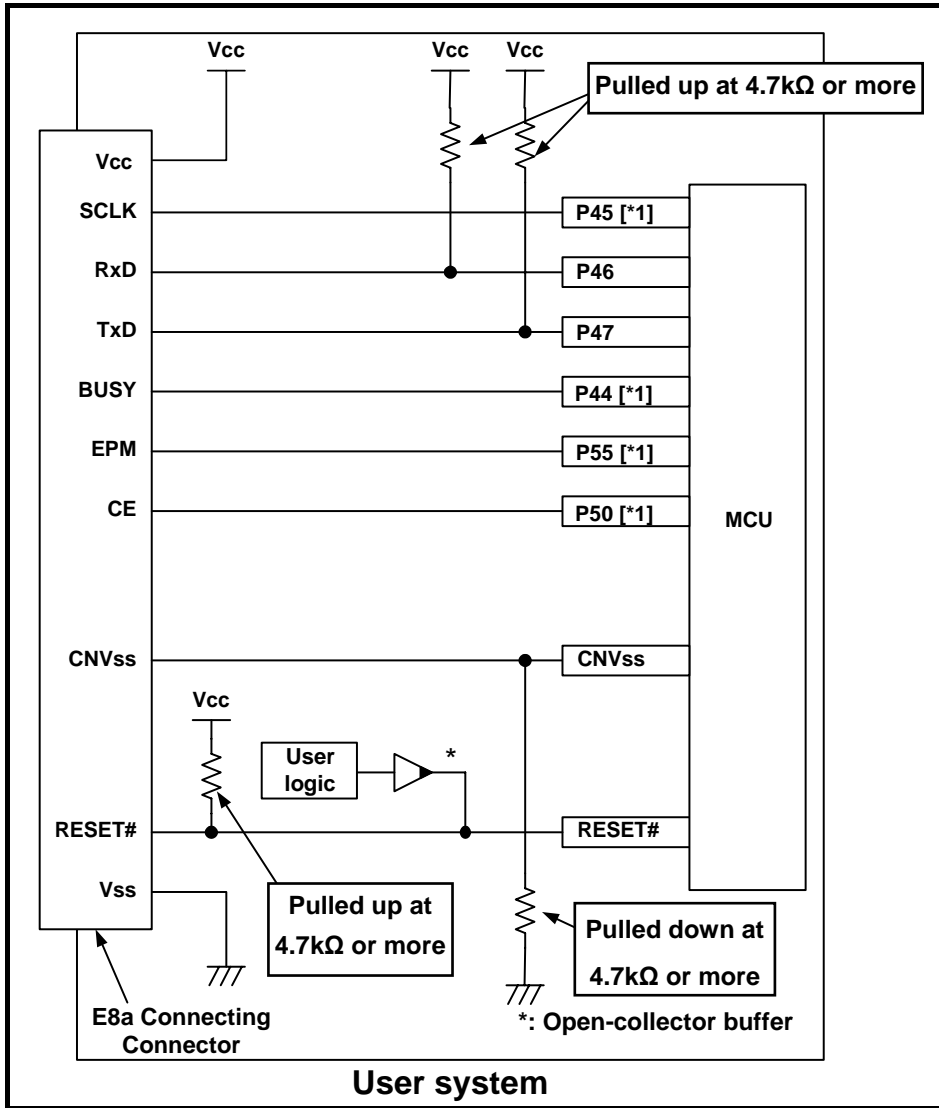 Vcc Vcc Vcc
Pulled up at 4.7kΩ or more
Vcc
SCLK P45 [*1]
RxD P46
TxD P47
BUSY P44 [*1]
EPM P55 [*1]
CE P50 [*1]
MCU
CNVss CNVss
Vcc
User
logic
*
RESET# RESET#
Vss
Pulled up at
4.7kΩ or more
Pulled down at
4.7kΩ or more
E8a Connecting
Connector
*: Open-collector buffer
User system